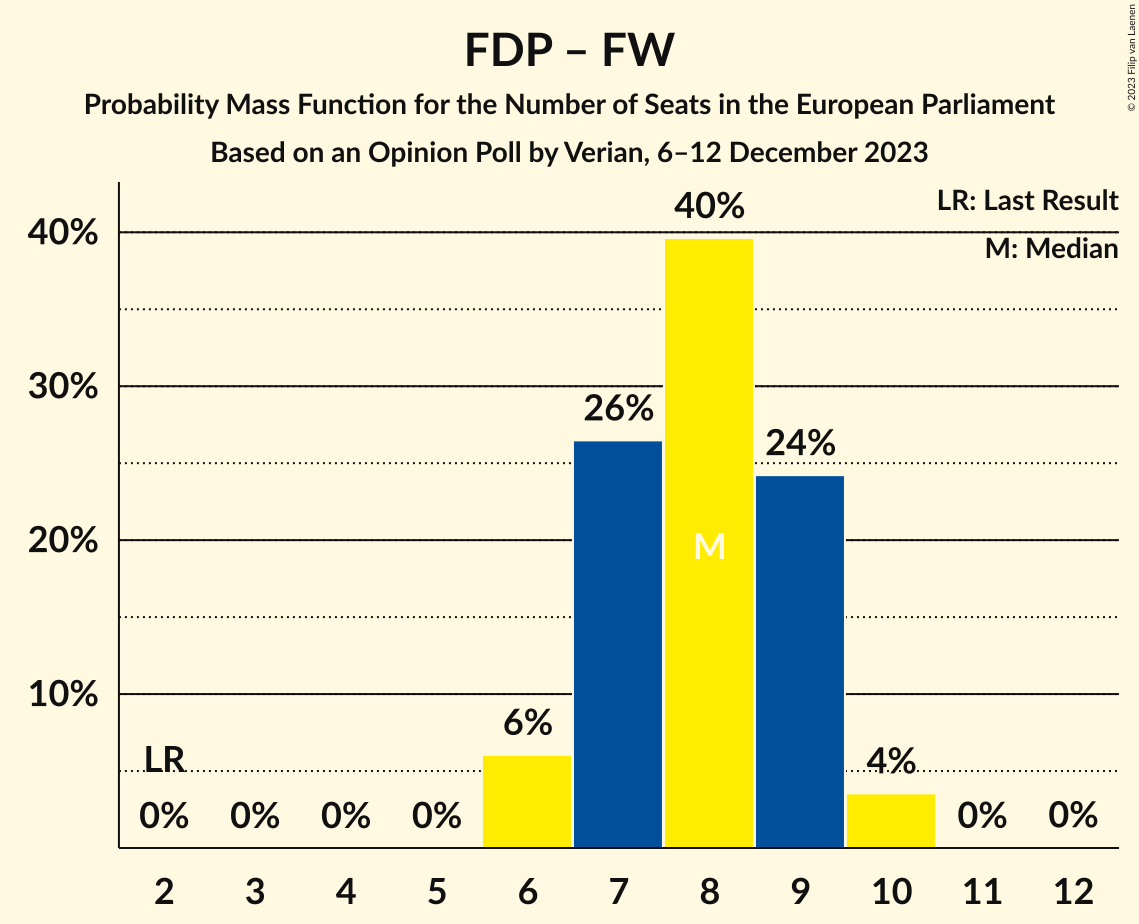 FDP – FW
Probability Mass Function for the Number of Seats in the European Parliament
Based on an Opinion Poll by Verian, 6–12 December 2023
© 2023 Filip van Laenen
LR: Last Result
M: Median
40%
30%
20%
10%
LR
0%
0%
0%
0%
6%
26%
40%
M
24%
4%
0%
0%
2 3 4 5 6 7 8 9 10 11 12